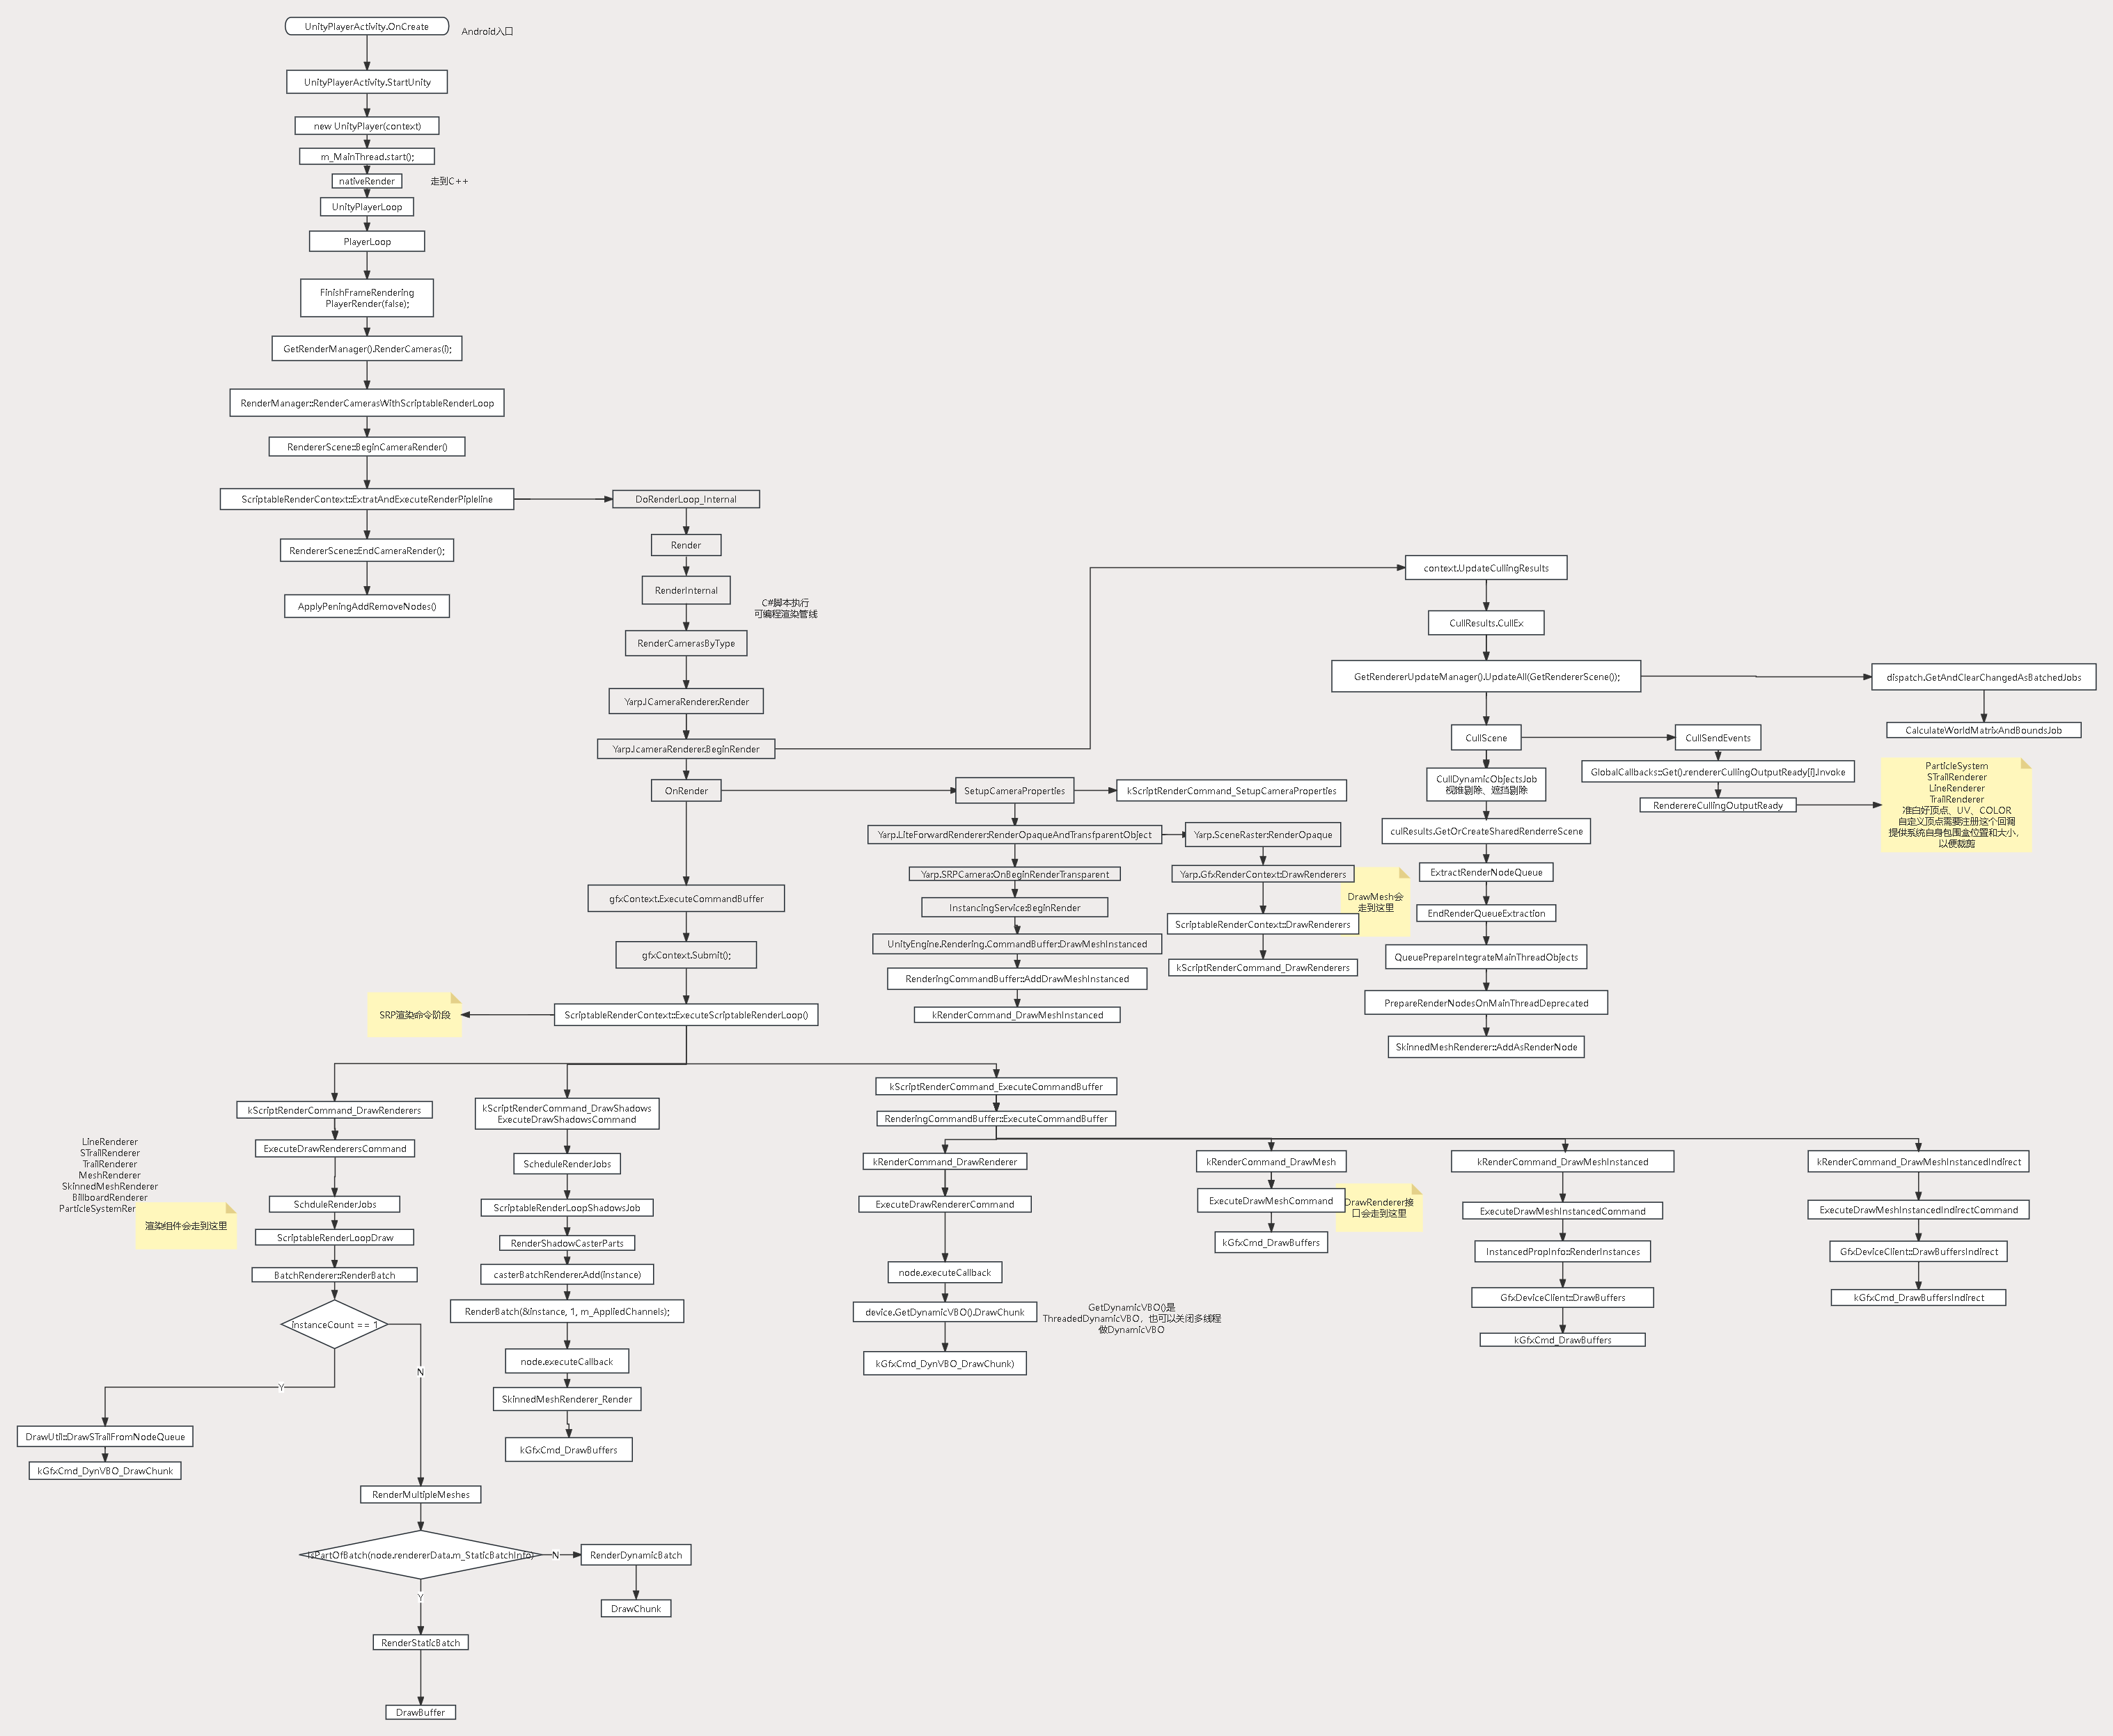 UnityPlayerActivity.OnCreate
Android入口
UnityPlayerActivity.StartUnity
new UnityPlayer(context)
m_MainThread.start();
nativeRender
走到C++
UnityPlayerLoop
PlayerLoop
FinishFrameRendering
PlayerRender(false);
GetRenderManager().RenderCameras(i);
RenderManager::RenderCamerasWithScriptableRenderLoop
RendererScene::BeginCameraRender()
ScriptableRenderContext::ExtratAndExecuteRenderPipleline
RendererScene::EndCameraRender();
ApplyPeningAddRemoveNodes()
DoRenderLoop_Internal
Render
RenderInternal
C#脚本执行
可编程渲染管线
RenderCamerasByType
Yarp.ICameraRenderer.Render
Yarp.IcameraRenderer.BeginRender
OnRender
gfxContext.ExecuteCommandBuffer
gfxContext.Submit();
ScriptableRenderContext::ExecuteScriptableRenderLoop()
SRP渲染命令阶段
SetupCameraProperties
kScriptRenderCommand_SetupCameraProperties
Yarp.LiteForwardRenderer:RenderOpaqueAndTransfparentObject
Yarp.SRPCamera:OnBeginRenderTransparent
InstancingService:BeginRender
UnityEngine.Rendering.CommandBuffer:DrawMeshInstanced
RenderingCommandBuffer::AddDrawMeshInstanced
kRenderCommand_DrawMeshInstanced
Yarp.SceneRaster:RenderOpaque
Yarp.GfxRenderContext::DrawRenderers
DrawMesh会
走到这里
ScriptableRenderContext::DrawRenderers
kScriptRenderCommand_DrawRenderers
context.UpdateCullingResults
CullResults.CullEx
GetRendererUpdateManager().UpdateAll(GetRendererScene());
dispatch.GetAndClearChangedAsBatchedJobs
CalculateWorldMatrixAndBoundsJob
CullScene
CullSendEvents
GlobalCallbacks::Get().rendererCullingOutputReady[i].Invoke
RenderereCullingOutputReady
ParticleSystem
STrailRenderer
LineRenderer
TrailRenderer
准白好顶点、UV、COLOR
自定义顶点需要注册这个回调
提供系统自身包围盒位置和大小，
以便裁剪
CullDynamicObjectsJob
视锥剔除、遮挡剔除
culResults.GetOrCreateSharedRenderreScene
ExtractRenderNodeQueue
EndRenderQueueExtraction
QueuePrepareIntegrateMainThreadObjects
PrepareRenderNodesOnMainThreadDeprecated
SkinnedMeshRenderer::AddAsRenderNode
kScriptRenderCommand_DrawRenderers
ExecuteDrawRenderersCommand
LineRenderer
STrailRenderer
TrailRenderer
MeshRenderer
SkinnedMeshRenderer
BillboardRenderer
ParticleSystemRen
渲染组件会走到这里
SchduleRenderJobs
ScriptableRenderLoopDraw
BatchRenderer::RenderBatch
instanceCount == 1
Y
N
DrawUtil::DrawSTrailFromNodeQueue
kGfxCmd_DynVBO_DrawChunk
RenderMultipleMeshes
IsPartOfBatch(node.rendererData.m_StaticBatchInfo)
N
RenderDynamicBatch
DrawChunk
Y
RenderStaticBatch
DrawBuffer
kScriptRenderCommand_DrawShadows
ExecuteDrawShadowsCommand
ScheduleRenderJobs
ScriptableRenderLoopShadowsJob
RenderShadowCasterParts
casterBatchRenderer.Add(instance)
RenderBatch(&instance, 1, m_AppliedChannels);
node.executeCallback
SkinnedMeshRenderer_Render
kGfxCmd_DrawBuffers
kScriptRenderCommand_ExecuteCommandBuffer
RenderingCommandBuffer::ExecuteCommandBuffer
kRenderCommand_DrawRenderer
ExecuteDrawRendererCommand
node.executeCallback
device.GetDynamicVBO().DrawChunk
GetDynamicVBO()是
ThreadedDynamicVBO，也可以关闭多线程
做DynamicVBO
kGfxCmd_DynVBO_DrawChunk)
kRenderCommand_DrawMesh
ExecuteDrawMeshCommand
DrawRenderer接
口会走到这里
kGfxCmd_DrawBuffers
kRenderCommand_DrawMeshInstanced
ExecuteDrawMeshInstancedCommand
InstancedPropInfo::RenderInstances
GfxDeviceClient::DrawBuffers
kGfxCmd_DrawBuffers
kRenderCommand_DrawMeshInstancedIndirect
ExecuteDrawMeshInstancedIndirectCommand
GfxDeviceClient::DrawBuffersIndirect
kGfxCmd_DrawBuffersIndirect